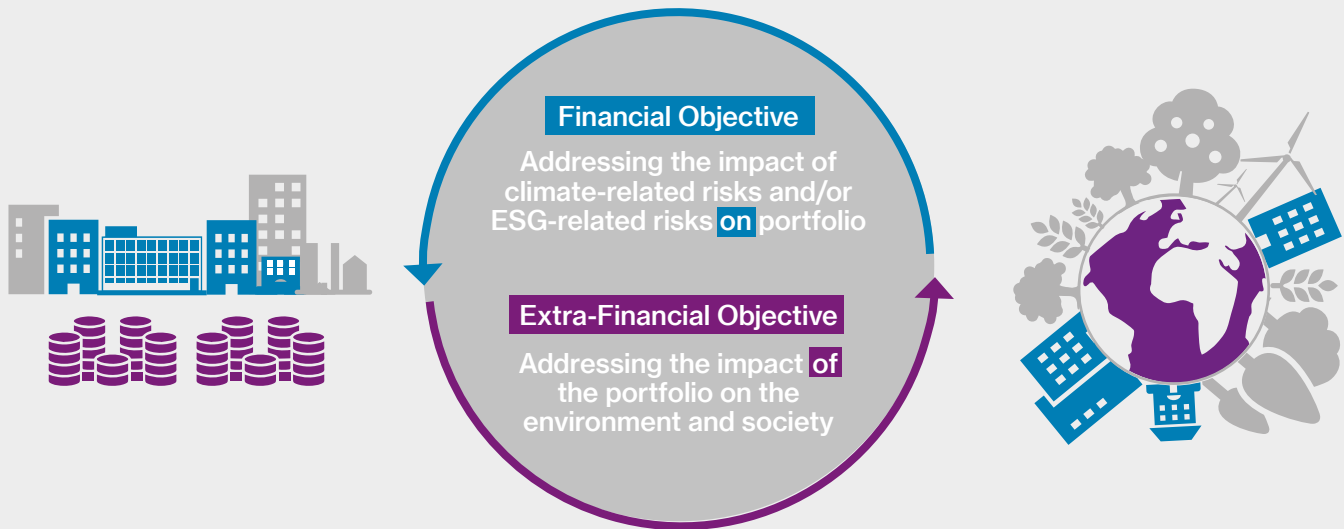 Financial Objective
Addressing the impact of
climate-related risks and/or
ESG-related risks on portfolio
Extra-Financial Objective
Addressing the impact of
the portfolio on the
environment and society